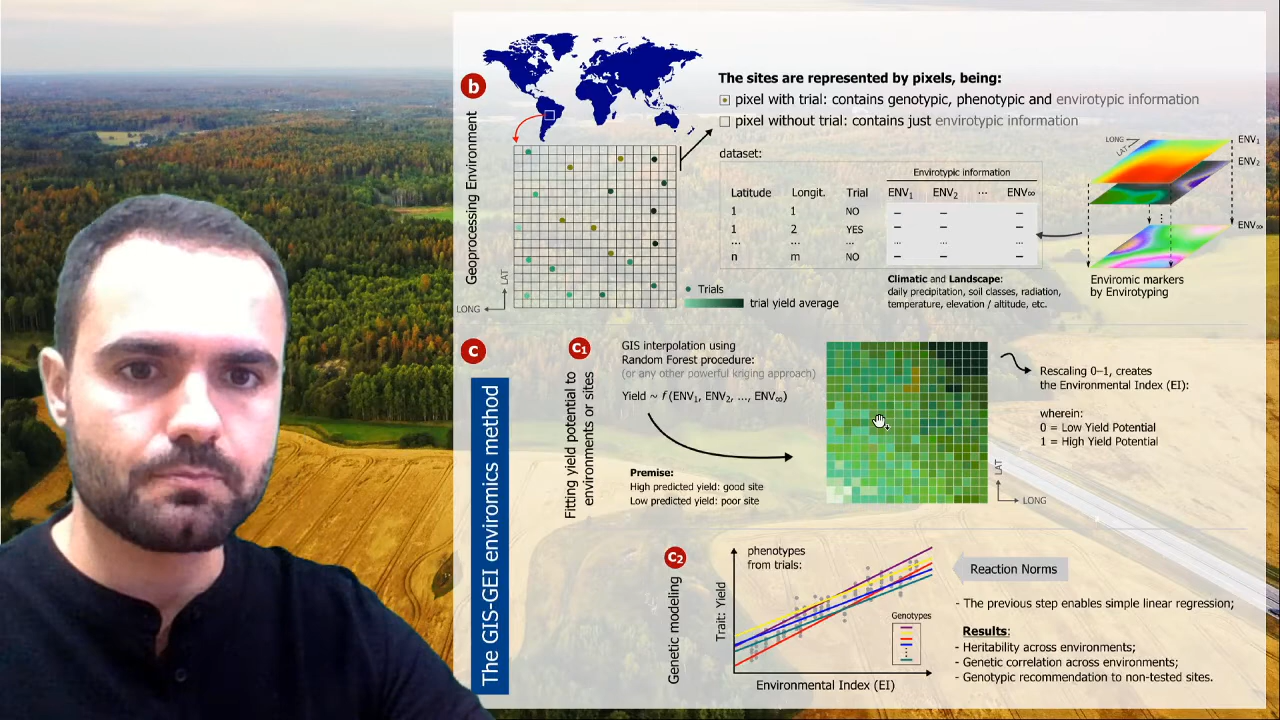 b
Geoprocessing Environment
The sites are represented by pixels, being:
pixel with trial: contains genotypic, phenotypic and envirotypic information
pixel without trial: contains just envirotypic information
dataset:
Envirotypic information
Latitude Longit. Trial ENV1 ENV2 ... ENV∞
1 1 NO – – –
1 2 YES – – –
... ... ... ... ... ...
n m NO – – –
Climatic and Landscape:
daily precipitation, soil classes, radiation,
temperature, elevation / altitude, etc.
LONG
LAT
ENV1
ENV2
⋮
ENV∞
Enviromic markers
by Envirotyping
LAT
LONG
Trials
trial yield average
c
The GIS-GEI enviromics method
c1
Fitting yield potential to
environments or sites
GIS interpolation using
Random Forest procedure:
(or any other powerful kriging approach)
Yield ~ f(ENV1, ENV2, ..., ENV∞)
Premise:
High predicted yield: good site
Low predicted yield: poor site
LAT
LONG
Rescaling 0–1, creates
the Environmental Index (EI):
wherein:
0 = Low Yield Potential
1 = High Yield Potential
c2
Genetic modeling
Trait: Yield
phenotypes
from trials:
Genotypes
⋮
Environmental Index (EI)
Reaction Norms
- The previous step enables simple linear regression;
Results:
- Heritability across environments;
- Genetic correlation across environments;
- Genotypic recommendation to non-tested sites.